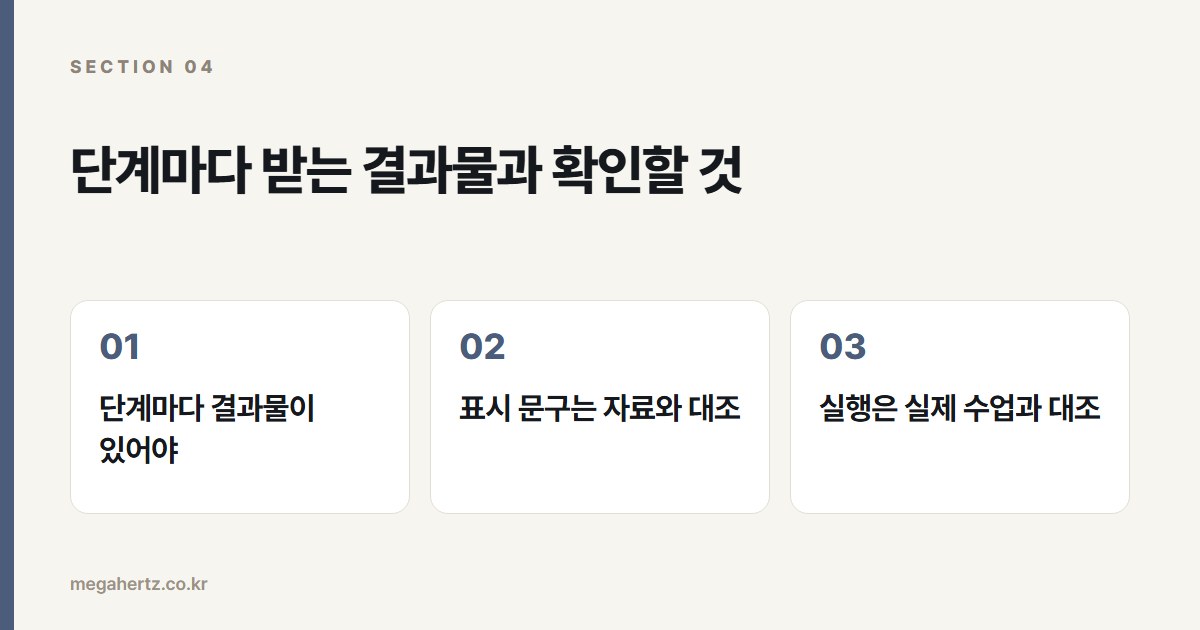 SECTION 04
단계마다 받는 결과물과 확인할 것
01
단계마다 결과물이
있어야
02
표시 문구는 자료와 대조
03
실행은 실제 수업과 대조
megahertz.co.kr